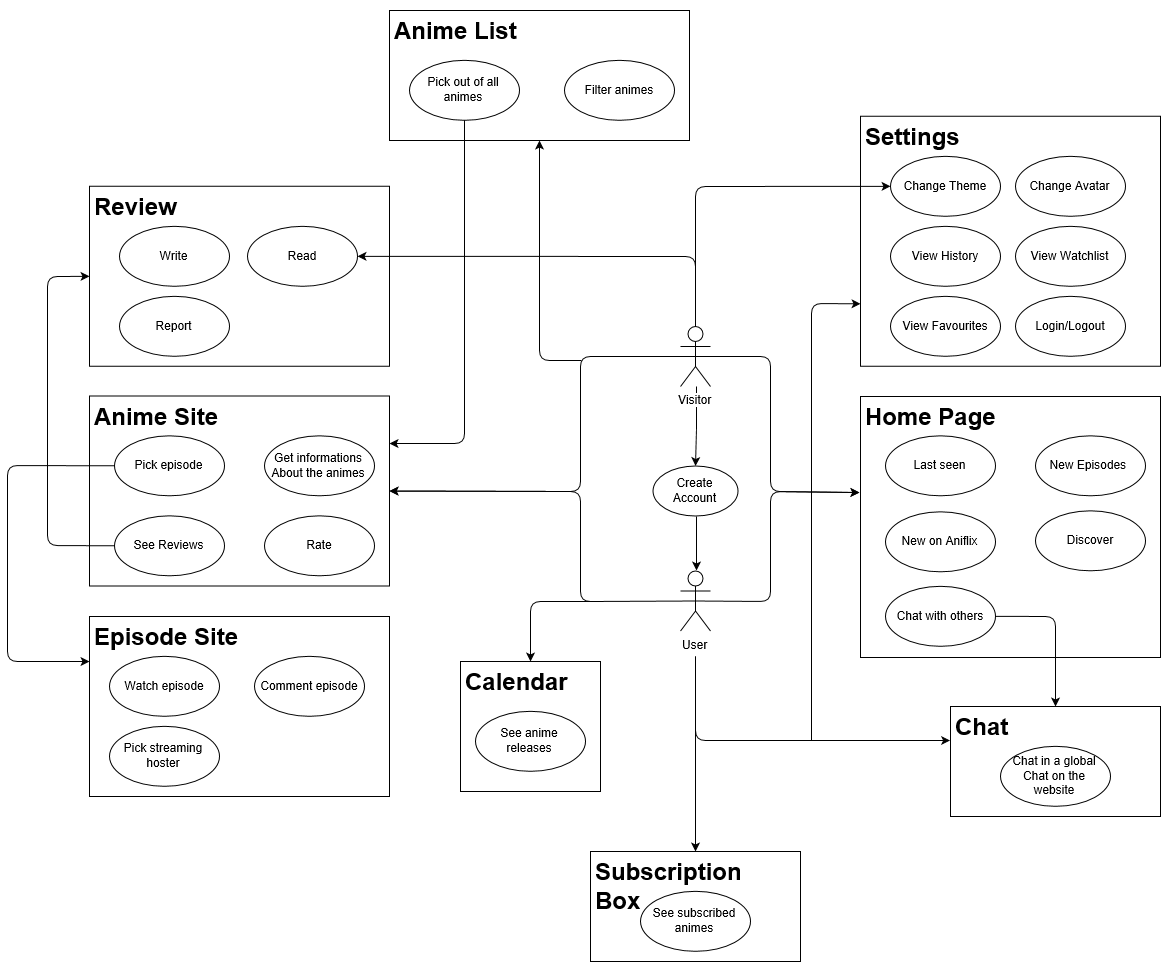 Anime List
Pick out of all
animes
Filter animes
Settings
Change Theme
Change Avatar
View History
View Watchlist
View Favourites
Login/Logout
Review
Write
Read
Report
Visitor
Create
Account
User
Anime Site
Pick episode
Get informations
About the animes
See Reviews
Rate
Home Page
Last seen
New Episodes
New on Aniflix
Discover
Chat with others
Episode Site
Watch episode
Comment episode
Pick streaming
hoster
Calendar
See anime
releases
Chat
Chat in a global
Chat on the
website
Subscription
Box
See subscribed
animes